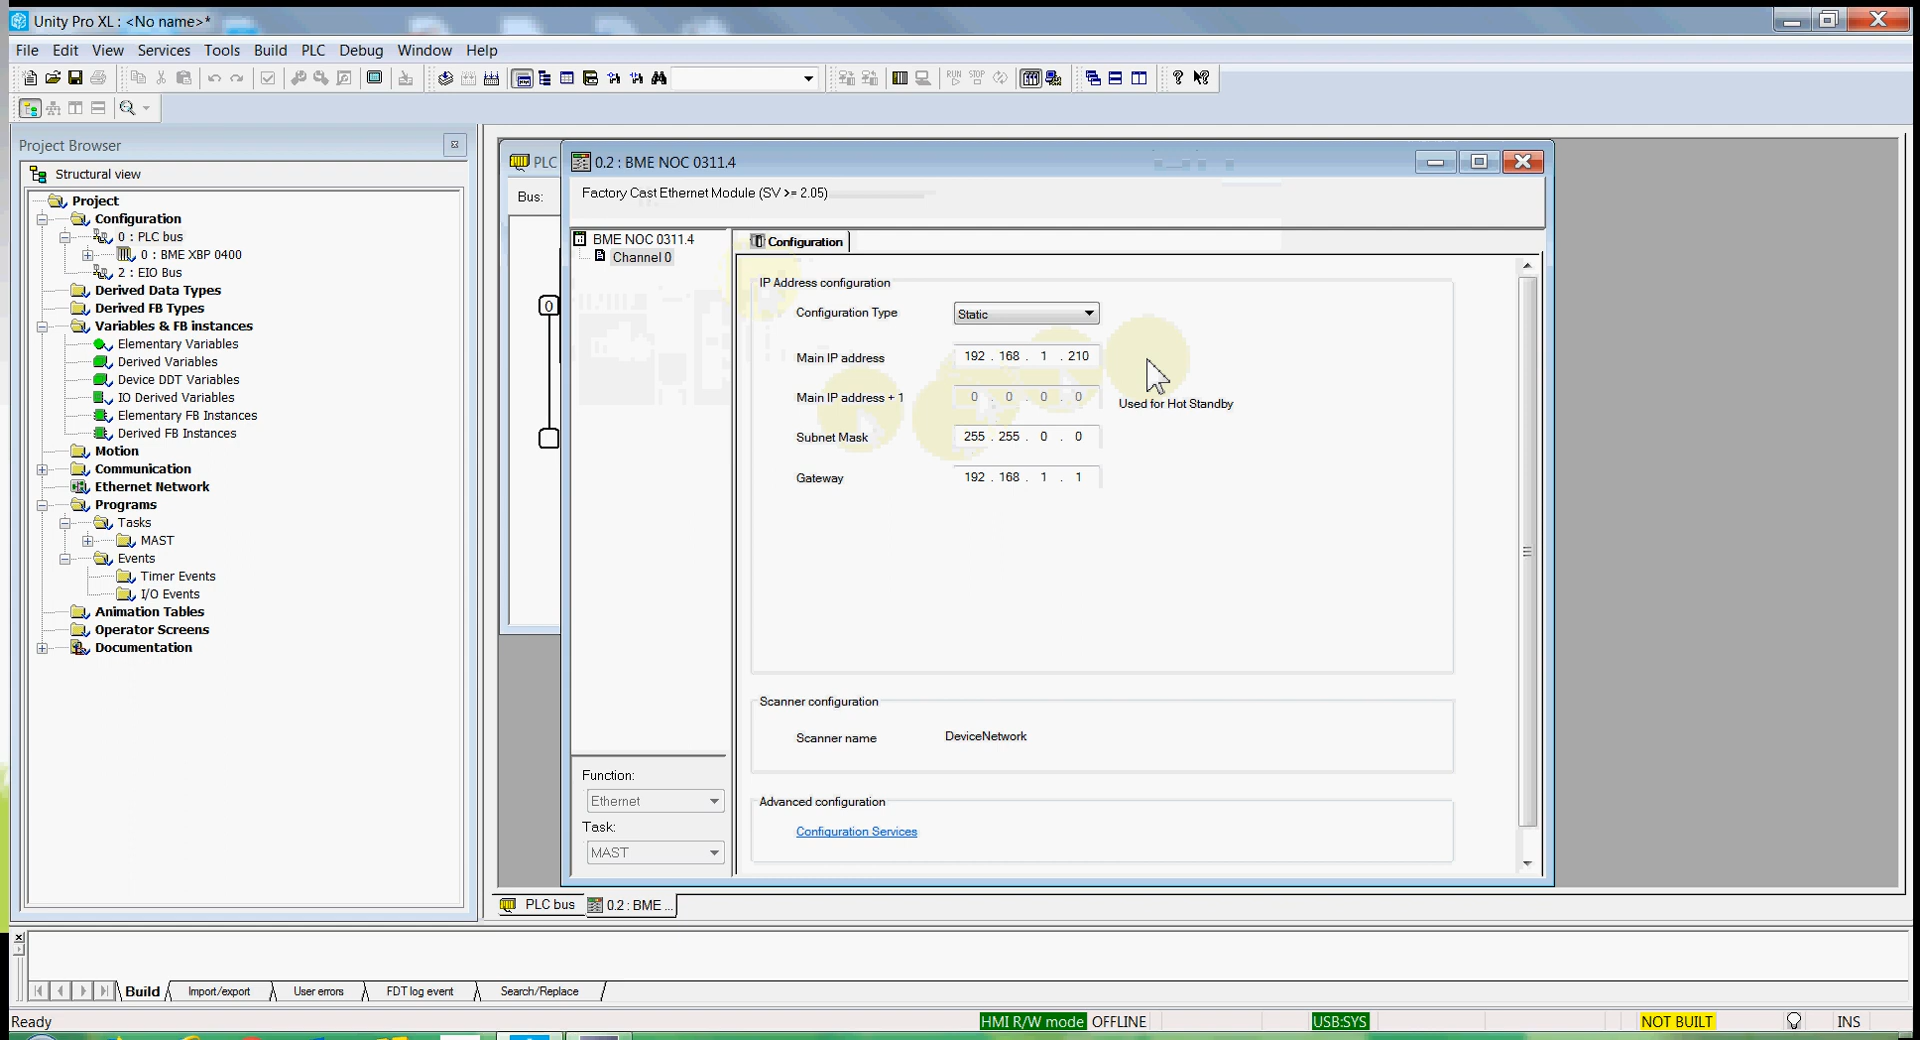 Unity Pro XL : <No name>*
File Edit View Services Tools Build PLC Debug Window Help
RUN STOP
Project Browser
Structural view
Project
Configuration
0 : PLC bus
0 : BME XBP 0400
2 : EIO Bus
Derived Data Types
Derived FB Types
Variables & FB instances
Elementary Variables
Derived Variables
Device DDT Variables
IO Derived Variables
Elementary FB Instances
Derived FB Instances
Motion
Communication
Ethernet Network
Programs
Tasks
MAST
Events
Timer Events
I/O Events
Animation Tables
Operator Screens
Documentation
PLC
Bus:
0
0.2 : BME NOC 0311.4
Factory Cast Ethernet Module (SV >= 2.05)
BME NOC 0311.4
Channel 0
Function:
Ethernet
Task:
MAST
Configuration
IP Address configuration
Configuration Type Static
Main IP address 192 . 168 . 1 . 210
Main IP address + 1 0 . 0 . 0 . 0 Used for Hot Standby
Subnet Mask 255 . 255 . 0 . 0
Gateway 192 . 168 . 1 . 1
Scanner configuration
Scanner name DeviceNetwork
Advanced configuration
Configuration Services
PLC bus 0.2 : BME ...
Build Import/export User errors FDT log event Search/Replace
Ready HMI R/W mode OFFLINE USB:SYS NOT BUILT INS